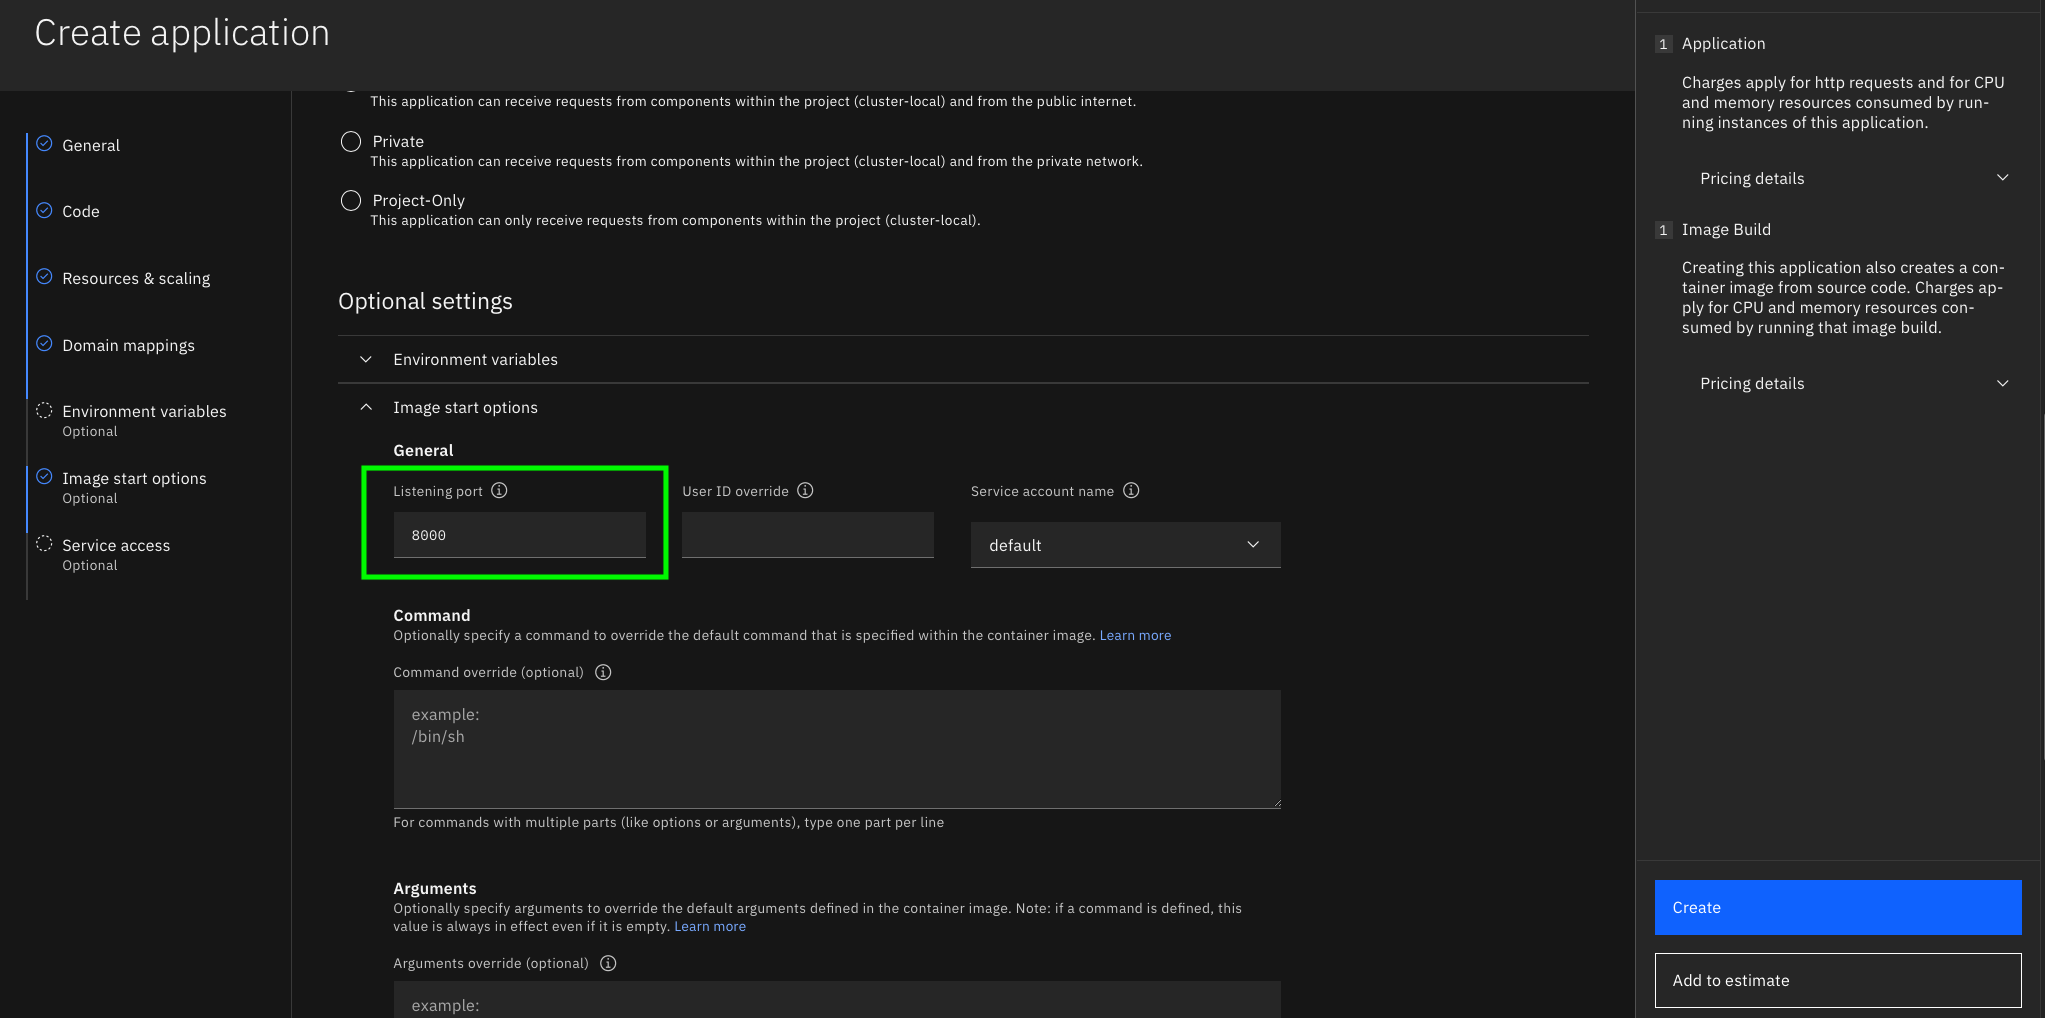 Create application
General
Code
Resources & scaling
Domain mappings
Environment variables
Optional
Image start options
Optional
Service access
Optional
This application can receive requests from components within the project (cluster-local) and from the public internet.
Private
This application can receive requests from components within the project (cluster-local) and from the private network.
Project-Only
This application can only receive requests from components within the project (cluster-local).
Optional settings
Environment variables
Image start options
General
Listening port
8000
User ID override
Service account name
default
Command
Optionally specify a command to override the default command that is specified within the container image. Learn more
Command override (optional)
example:
/bin/sh
For commands with multiple parts (like options or arguments), type one part per line
Arguments
Optionally specify arguments to override the default arguments defined in the container image. Note: if a command is defined, this
value is always in effect even if it is empty. Learn more
Arguments override (optional)
example:
1 Application
Charges apply for http requests and for CPU
and memory resources consumed by run-
ning instances of this application.
Pricing details
1 Image Build
Creating this application also creates a con-
tainer image from source code. Charges ap-
ply for CPU and memory resources con-
sumed by running that image build.
Pricing details
Create
Add to estimate